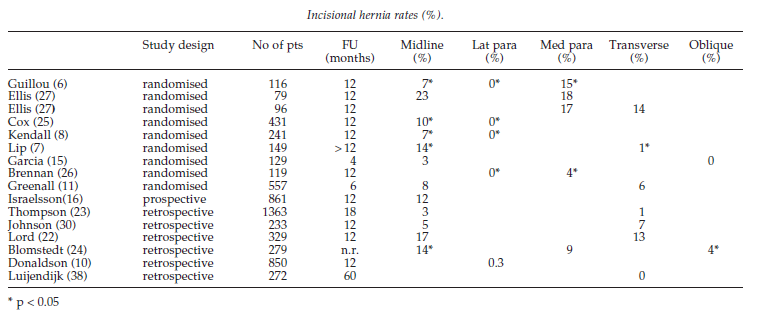 Incisional hernia rates (%).
Study design No of pts FU Midline Lat para Med para Transverse Oblique
(months) (%) (%) (%) (%) (%)
Guillou (6) randomised 116 12 7* 0* 15*
Ellis (27) randomised 79 12 23 18
Ellis (27) randomised 96 12 17 14
Cox (25) randomised 431 12 10* 0*
Kendall (8) randomised 241 12 7* 0*
Lip (7) randomised 149 >12 14* 1*
Garcia (15) randomised 129 4 3 0
Brennan (26) randomised 119 12 0* 4*
Greenall (11) randomised 557 6 8 6
Israelsson(16) prospective 861 12 12
Thompson (23) retrospective 1363 18 3 1
Johnson (30) retrospective 233 12 5 7
Lord (22) retrospective 329 12 17 13
Blomstedt (24) retrospective 279 n.r. 14* 9 4*
Donaldson (10) retrospective 850 12 0.3
Luijendijk (38) retrospective 272 60 0
* p < 0.05